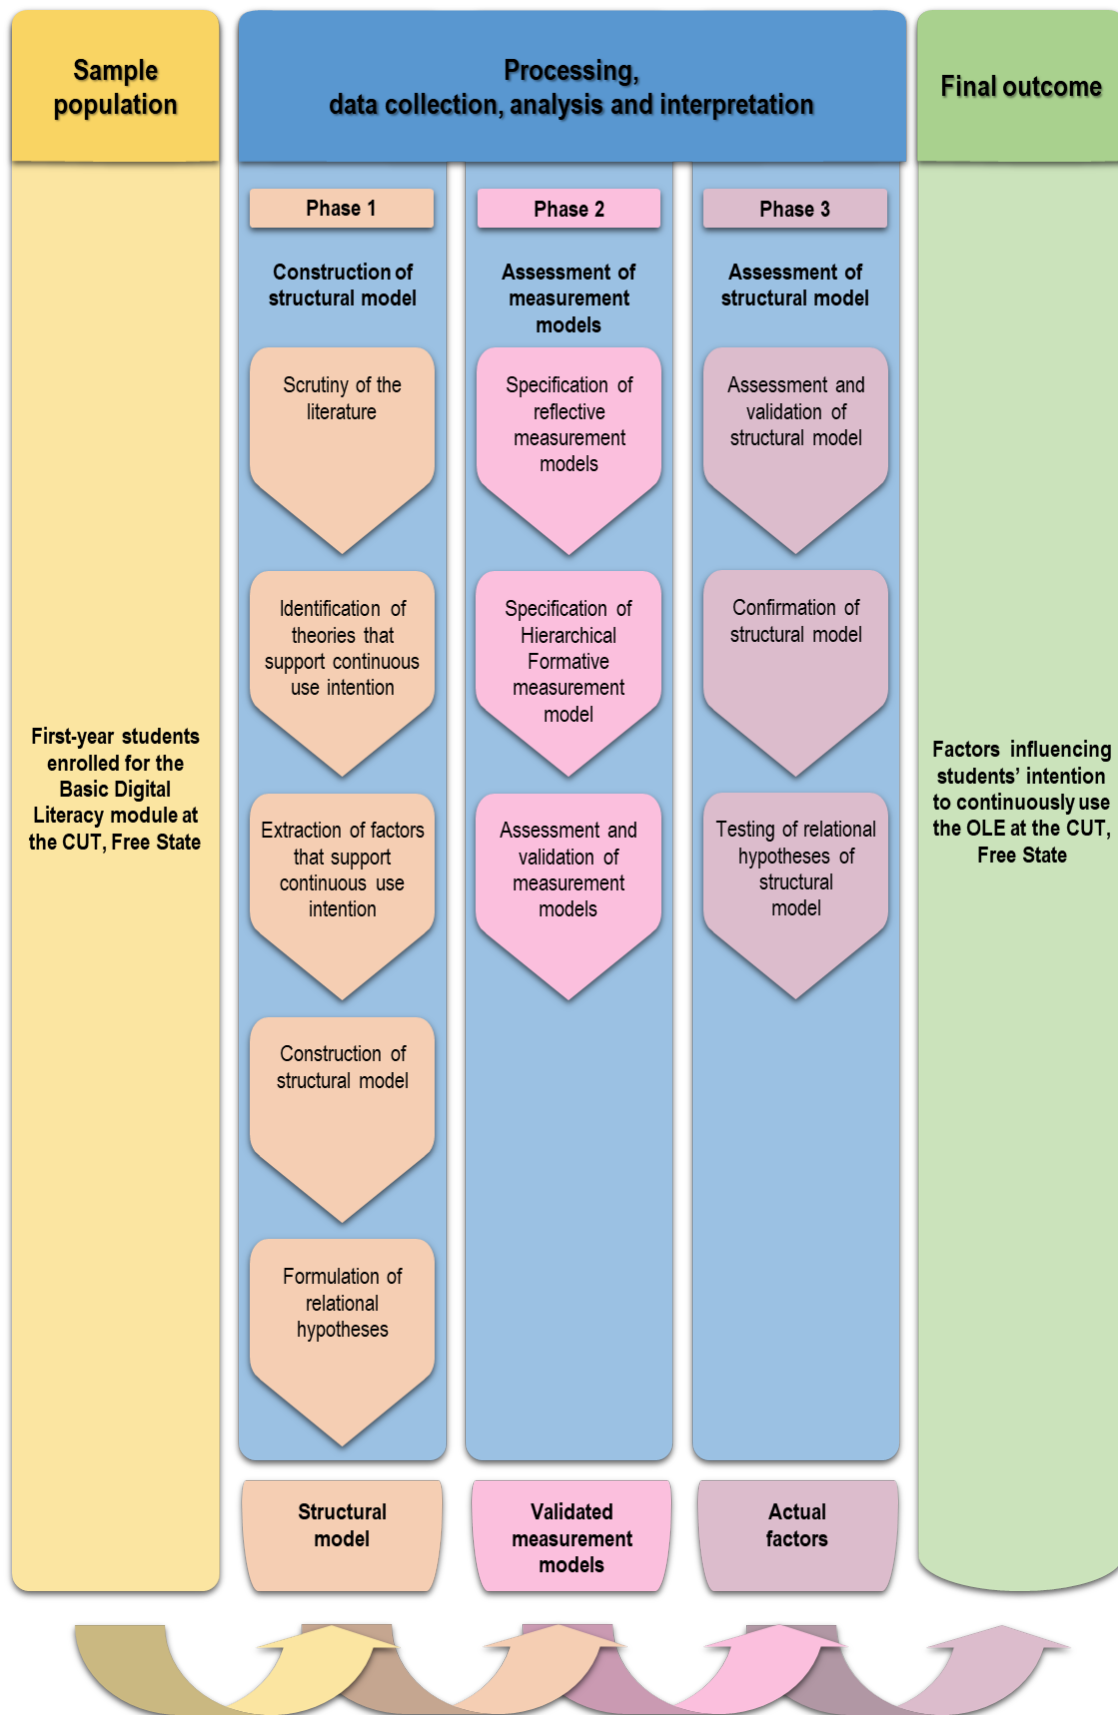 Sample
population
Processing,
data collection, analysis and interpretation
Final outcome
First-year students
enrolled for the
Basic Digital
Literacy module at
the CUT, Free State
Phase 1
Construction of
structural model
Scrutiny of the
literature
Identification of
theories that
support continuous
use intention
Extraction of factors
that support
continuous use
intention
Construction of
structural model
Formulation of
relational
hypotheses
Structural
model
Phase 2
Assessment of
measurement
models
Specification of
reflective
measurement
models
Specification of
Hierarchical
Formative
measurement
model
Assessment and
validation of
measurement
models
Validated
measurement
models
Phase 3
Assessment of
structural model
Assessment and
validation of
structural model
Confirmation of
structural model
Testing of relational
hypotheses of
structural
model
Actual
factors
Factors influencing
students’ intention
to continuously use
the OLE at the CUT,
Free State